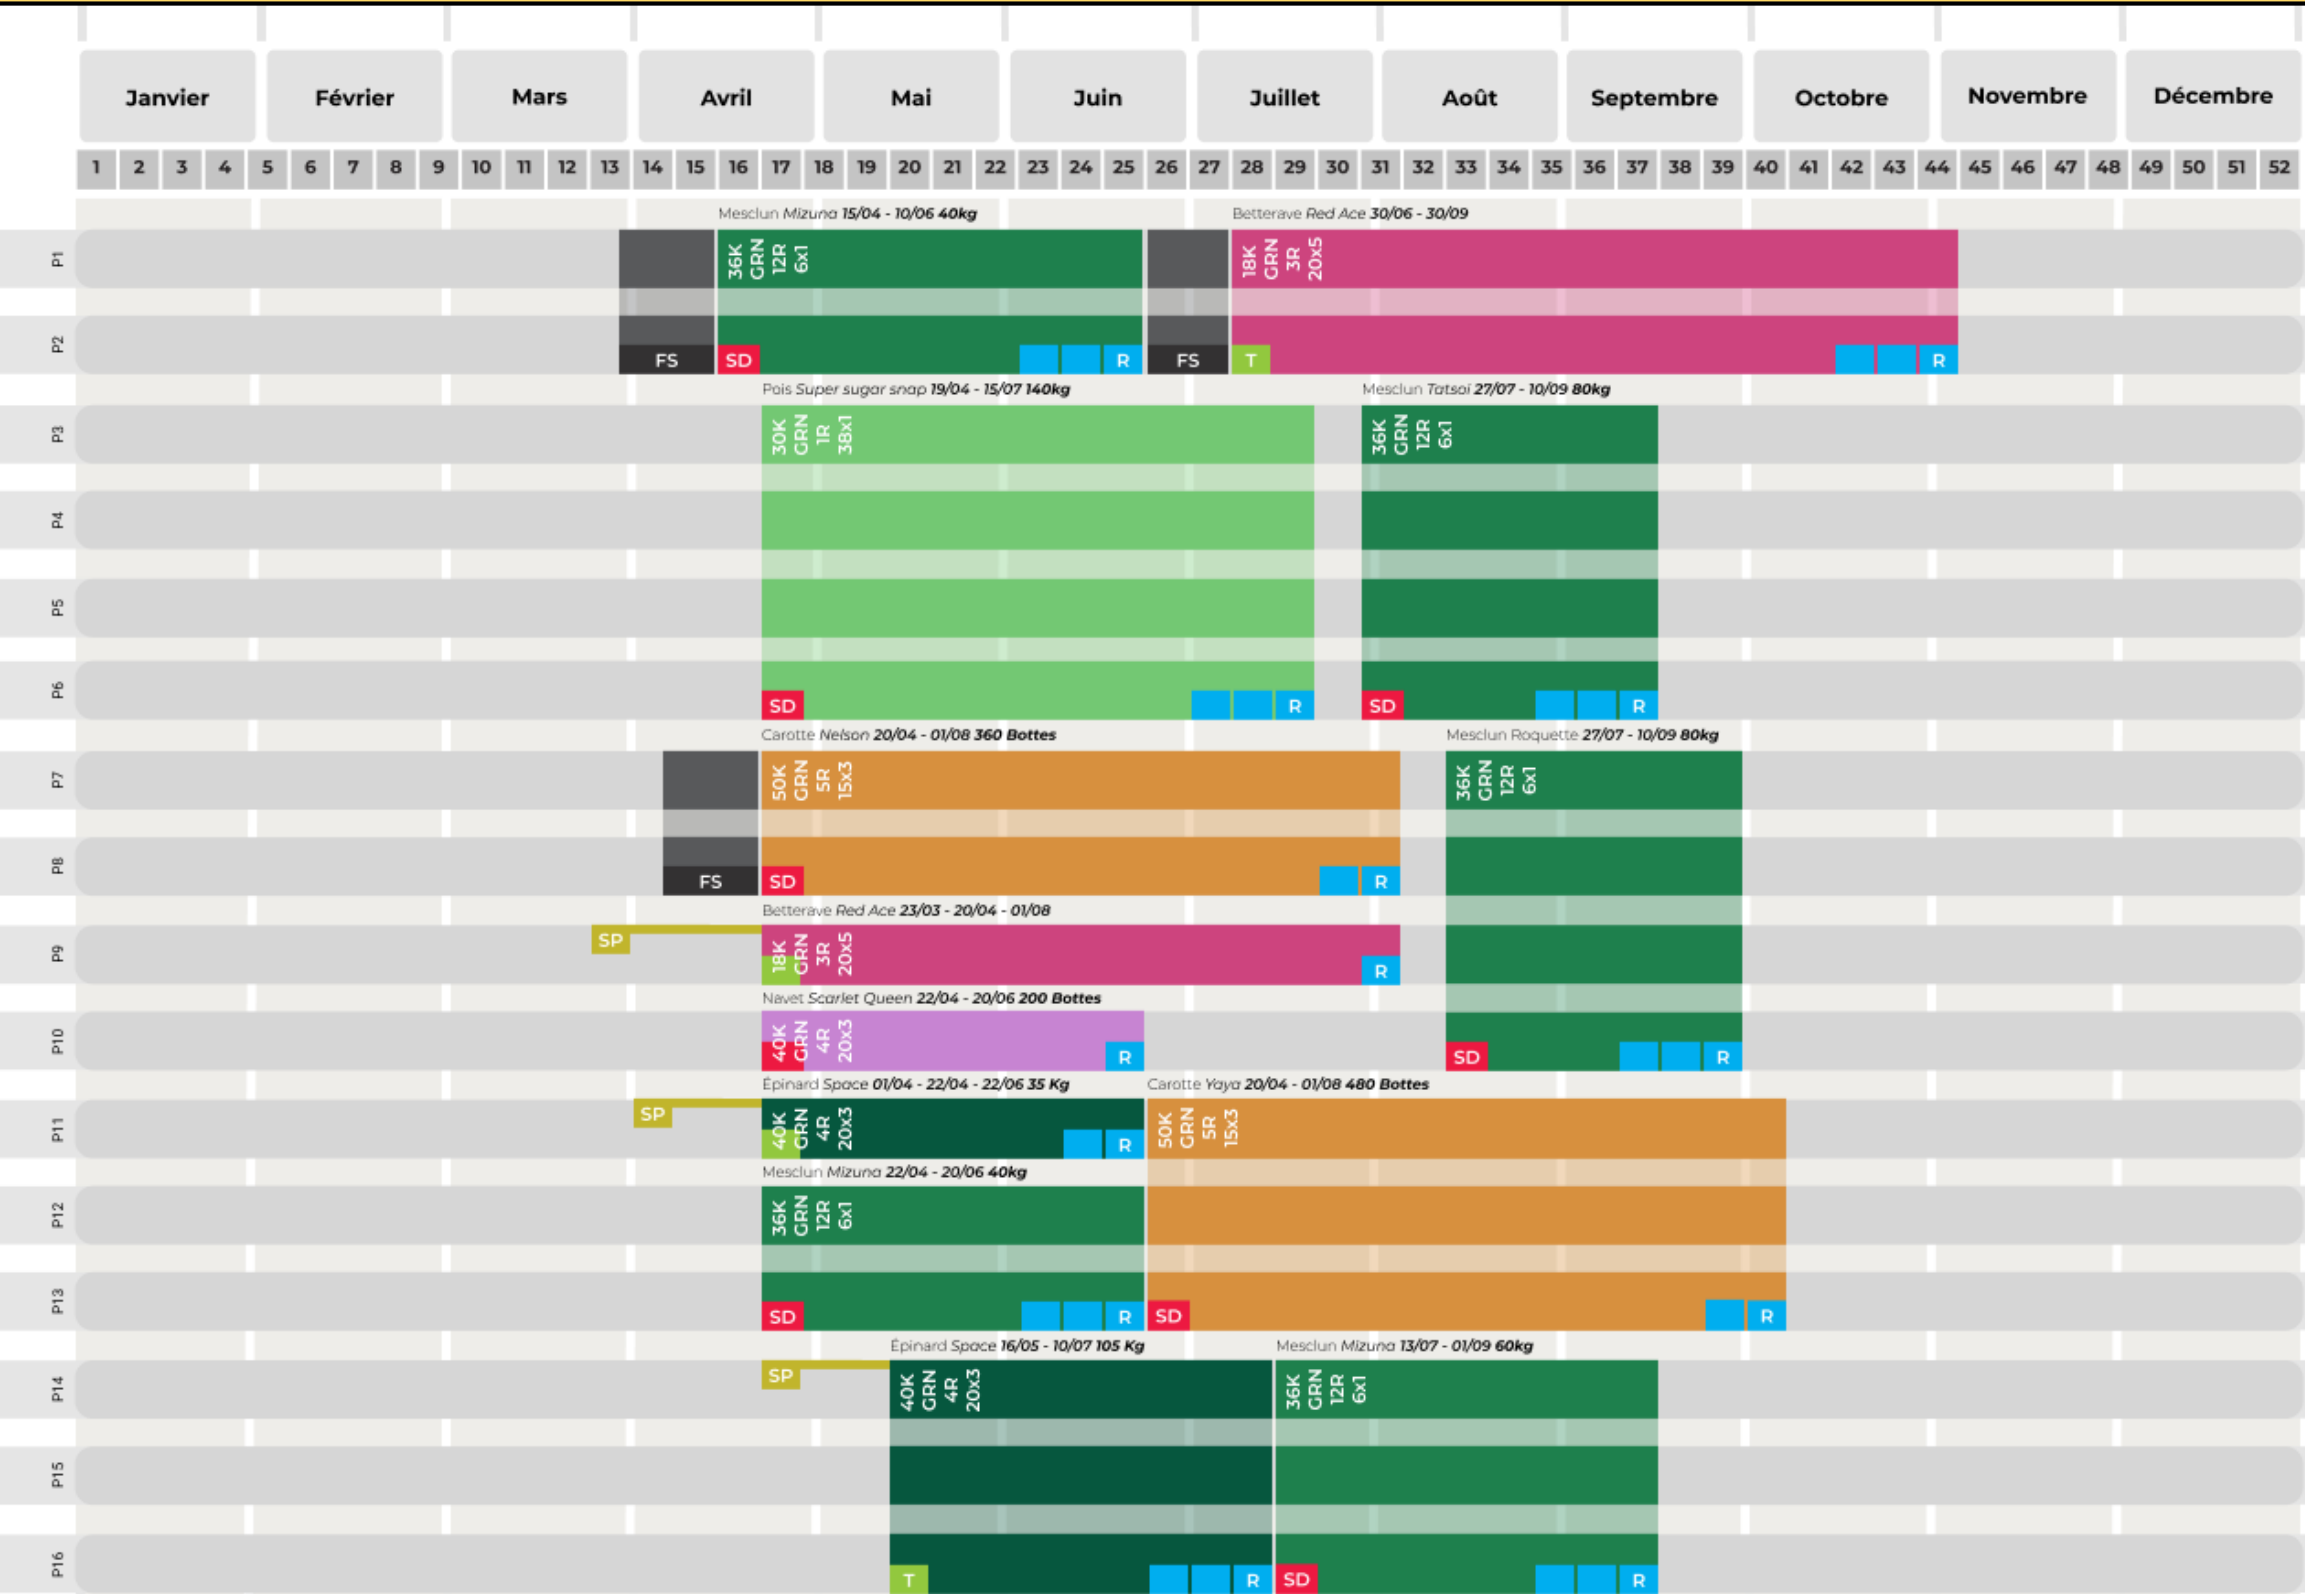 Janvier Février Mars Avril Mai Juin Juillet Août Septembre Octobre Novembre Décembre
1 2 3 4 5 6 7 8 9 10 11 12 13 14 15 16 17 18 19 20 21 22 23 24 25 26 27 28 29 30 31 32 33 34 35 36 37 38 39 40 41 42 43 44 45 46 47 48 49 50 51 52
Mesclun Mizuna 15/04 - 10/06 40kg
Betterave Red Ace 30/06 - 30/09
P1
36K
GRN
12R
6x1
18K
GRN
3R
20x5
P2
FS SD R FS T R
Pois Super sugar snap 19/04 - 15/07 140kg
Mesclun Tatsoi 27/07 - 10/09 80kg
P3
30K
GRN
1R
38x1
36K
GRN
12R
6x1
P4
P5
P6
SD R SD R
Carotte Nelson 20/04 - 01/08 360 Bottes
Mesclun Roquette 27/07 - 10/09 80kg
P7
50K
GRN
5R
15x3
36K
GRN
12R
6x1
P8
FS SD R
Betterave Red Ace 23/03 - 20/04 - 01/08
P9
SP
18K
GRN
3R
20x5
R
Navet Scarlet Queen 22/04 - 20/06 200 Bottes
P10
40K
GRN
4R
20x3
R SD R
Épinard Space 01/04 - 22/04 - 22/06 35 Kg
Carotte Yaya 20/04 - 01/08 480 Bottes
P11
SP
40K
GRN
4R
20x3
R
50K
GRN
5R
15x3
Mesclun Mizuna 22/04 - 20/06 40kg
P12
36K
GRN
12R
6x1
P13
SD R SD R
Épinard Space 16/05 - 10/07 105 Kg
Mesclun Mizuna 13/07 - 01/09 60kg
P14
SP
40K
GRN
4R
20x3
36K
GRN
12R
6x1
P15
P16
T R SD R